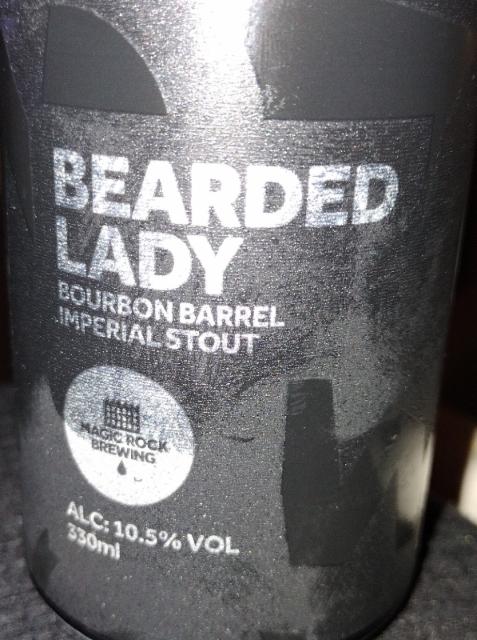 BEARDED
LADY
BOURBON BARREL
IMPERIAL STOUT
MAGIC ROCK
BREWING
ALC: 10.5% VOL
330ml